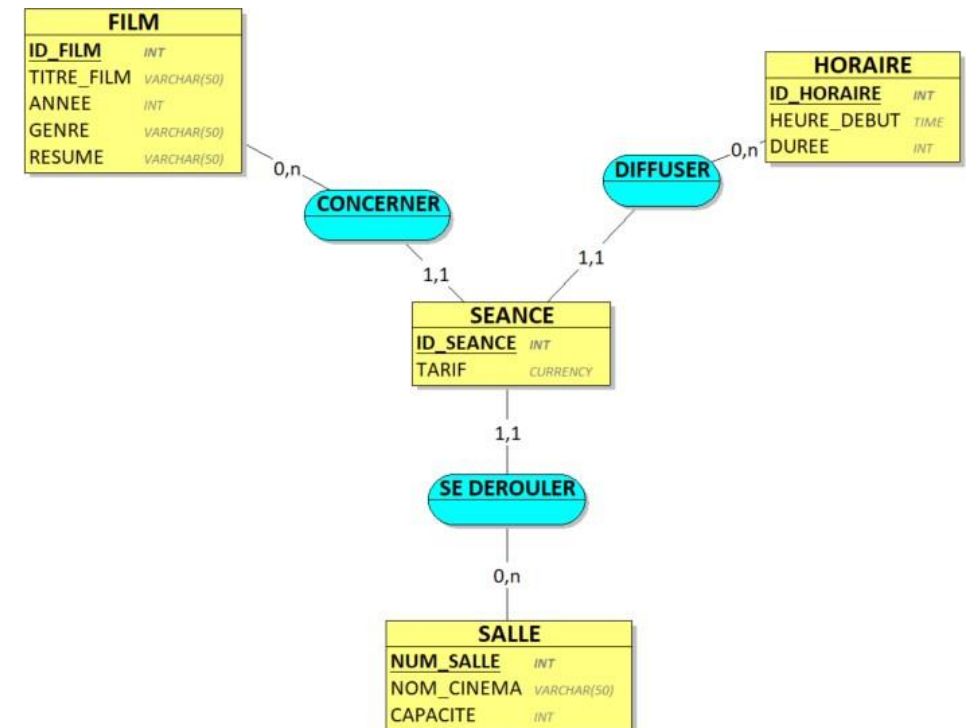 FILM
ID_FILM INT
TITRE_FILM VARCHAR(50)
ANNEE INT
GENRE VARCHAR(50)
RESUME VARCHAR(50)
HORAIRE
ID_HORAIRE INT
HEURE_DEBUT TIME
DUREE INT
0,n
0,n
DIFFUSER
CONCERNER
1,1
1,1
SEANCE
ID_SEANCE INT
TARIF CURRENCY
1,1
SE DEROULER
0,n
SALLE
NUM_SALLE INT
NOM_CINEMA VARCHAR(50)
CAPACITE INT